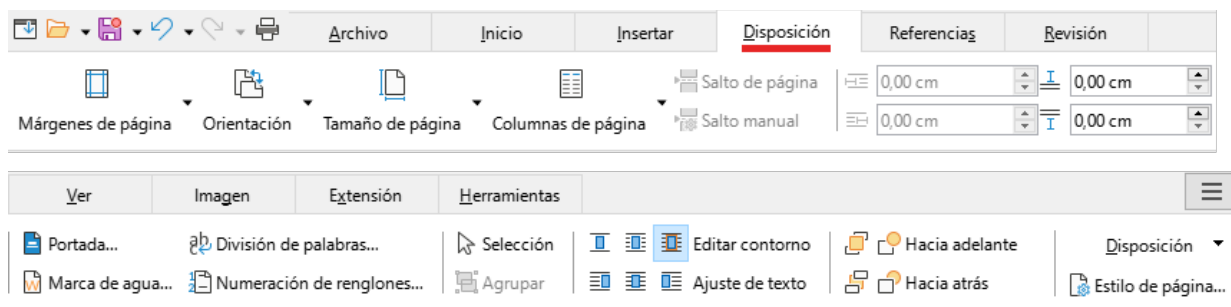 Archivo Inicio Insertar Disposición Referencias Revisión
Salto de página 0,00 cm 0,00 cm
Márgenes de página Orientación Tamaño de página Columnas de página Salto manual 0,00 cm 0,00 cm
Ver Imagen Extensión Herramientas
Portada... División de palabras... Selección Editar contorno Hacia adelante Disposición
Marca de agua... Numeración de renglones... Agrupar Ajuste de texto Hacia atrás Estilo de página...